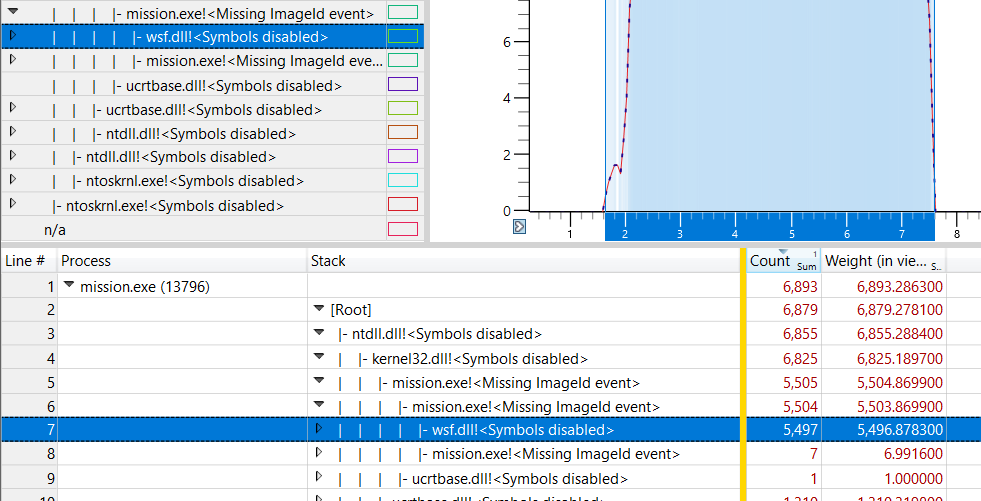 |- mission.exe!<Missing ImageId event>
|- wsf.dll!<Symbols disabled>
|- mission.exe!<Missing ImageId eve...
|- ucrtbase.dll!<Symbols disabled>
|- ucrtbase.dll!<Symbols disabled>
|- ntdll.dll!<Symbols disabled>
|- ntdll.dll!<Symbols disabled>
|- ntoskrnl.exe!<Symbols disabled>
|- ntoskrnl.exe!<Symbols disabled>
n/a
6
4
2
0
1 2 3 4 5 6 7 8
Line # Process Stack Count 1 Sum Weight (in vie... S..
1 mission.exe (13796) 6,893 6,893.286300
2 [Root] 6,879 6,879.278100
3 |- ntdll.dll!<Symbols disabled> 6,855 6,855.288400
4 | |- kernel32.dll!<Symbols disabled> 6,825 6,825.189700
5 | | |- mission.exe!<Missing ImageId event> 5,505 5,504.869900
6 | | | |- mission.exe!<Missing ImageId event> 5,504 5,503.869900
7 | | | | |- wsf.dll!<Symbols disabled> 5,497 5,496.878300
8 | | | | |- mission.exe!<Missing ImageId event> 7 6.991600
9 | | | | |- ucrtbase.dll!<Symbols disabled> 1 1.000000